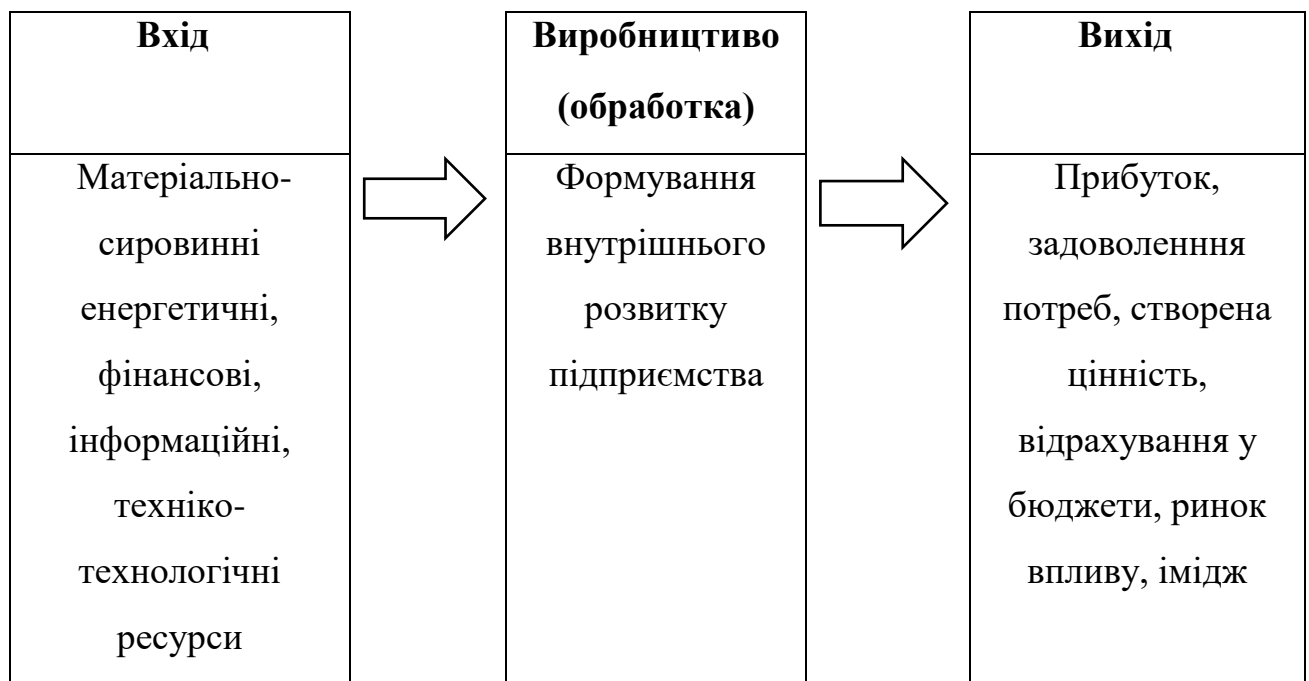 Вхід
Матеріально-
сировинні
енергетичні,
фінансові,
інформаційні,
техніко-
технологічні
ресурси
Виробництиво
(обработка)
Формування
внутрішнього
розвитку
підприємства
Вихід
Прибуток,
задоволенння
потреб, створена
цінність,
відрахування у
бюджети, ринок
впливу, імідж